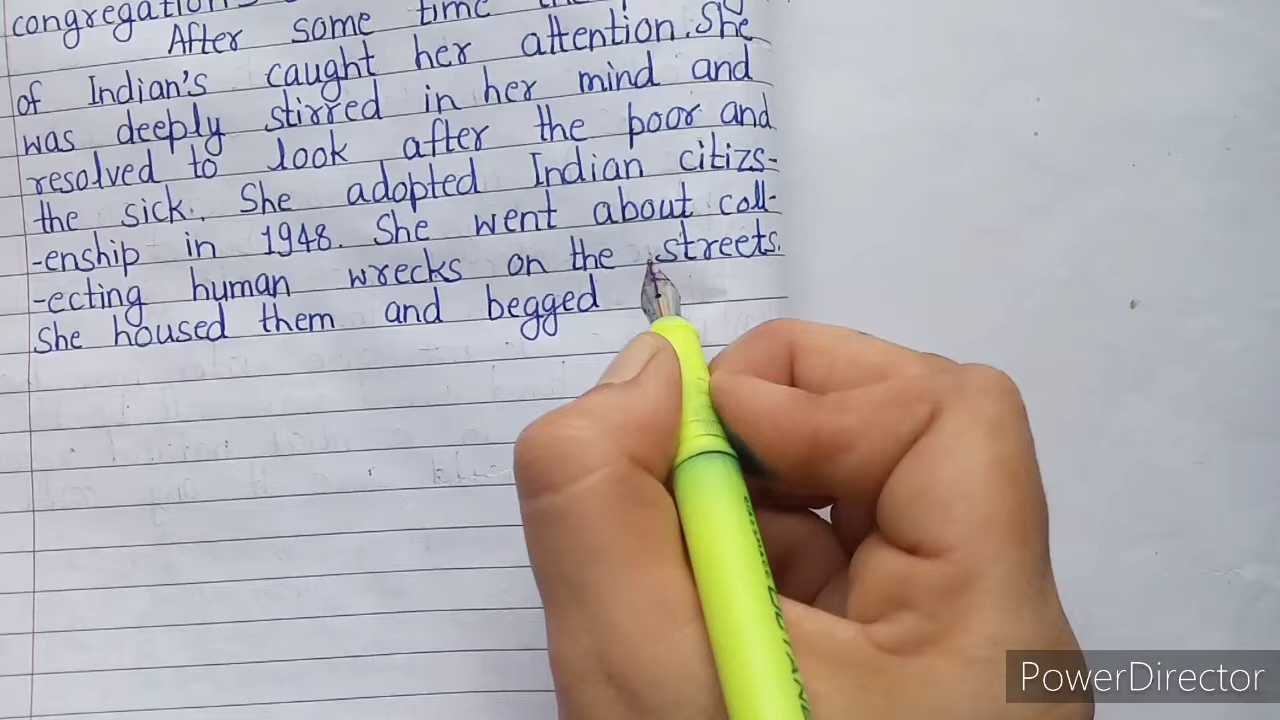 congregation
After some time
of Indian's caught her attention. She
was deeply stirred in her mind and
resolved to look after the poor and
the sick. She adopted Indian citizs-
-enship in 1948. She went about coll-
-ecting human wrecks on the streets.
She housed them and begged
PowerDirector